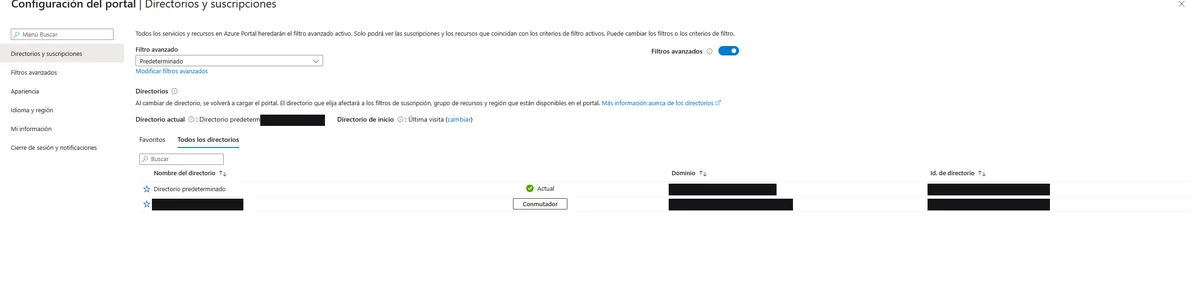 Configuración del portal | Directorios y suscripciones
Menú Buscar
Directorios y suscripciones
Filtros avanzados
Apariencia
Idioma y región
Mi información
Cierre de sesión y notificaciones
Todos los servicios y recursos en Azure Portal heredarán el filtro avanzado activo. Solo podrá ver las suscripciones y los recursos que coincidan con los criterios de filtro activos. Puede cambiar los filtros o los criterios de filtro.
Filtro avanzado
Predeterminado
Modificar filtros avanzados
Filtros avanzados
Directorios
Al cambiar de directorio, se volverá a cargar el portal. El directorio que elija afectará a los filtros de suscripción, grupo de recursos y región que están disponibles en el portal. Más información acerca de los directorios
Directorio actual : Directorio predeterm Directorio de inicio : Última visita (cambiar)
Favoritos Todos los directorios
Buscar
Nombre del directorio Dominio Id. de directorio
Directorio predeterminado Actual
Conmutador